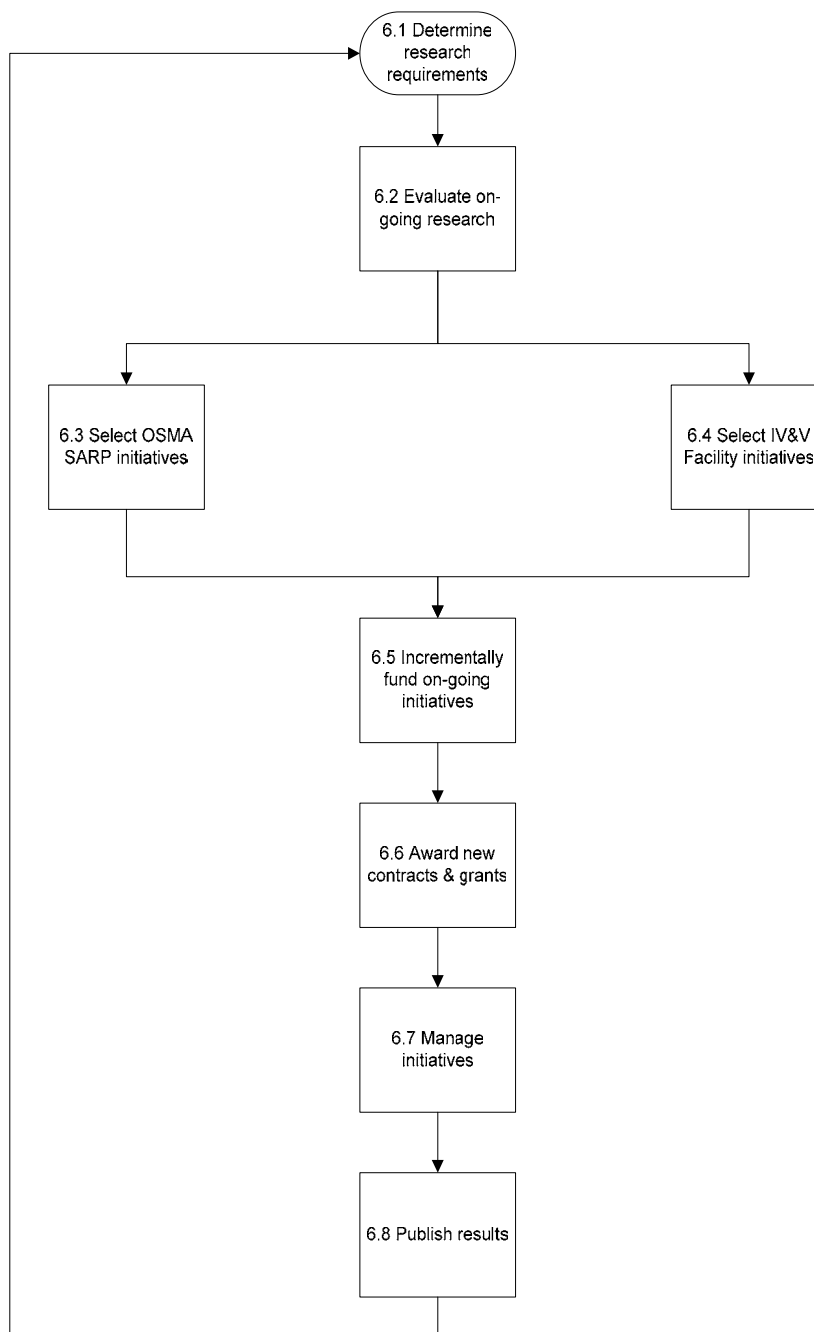 6.1 Determine
research
requirements
6.2 Evaluate on-
going research
6.3 Select OSMA
SARP initiatives
6.4 Select IV&V
Facility initiatives
6.5 Incrementally
fund on-going
initiatives
6.6 Award new
contracts & grants
6.7 Manage
initiatives
6.8 Publish results